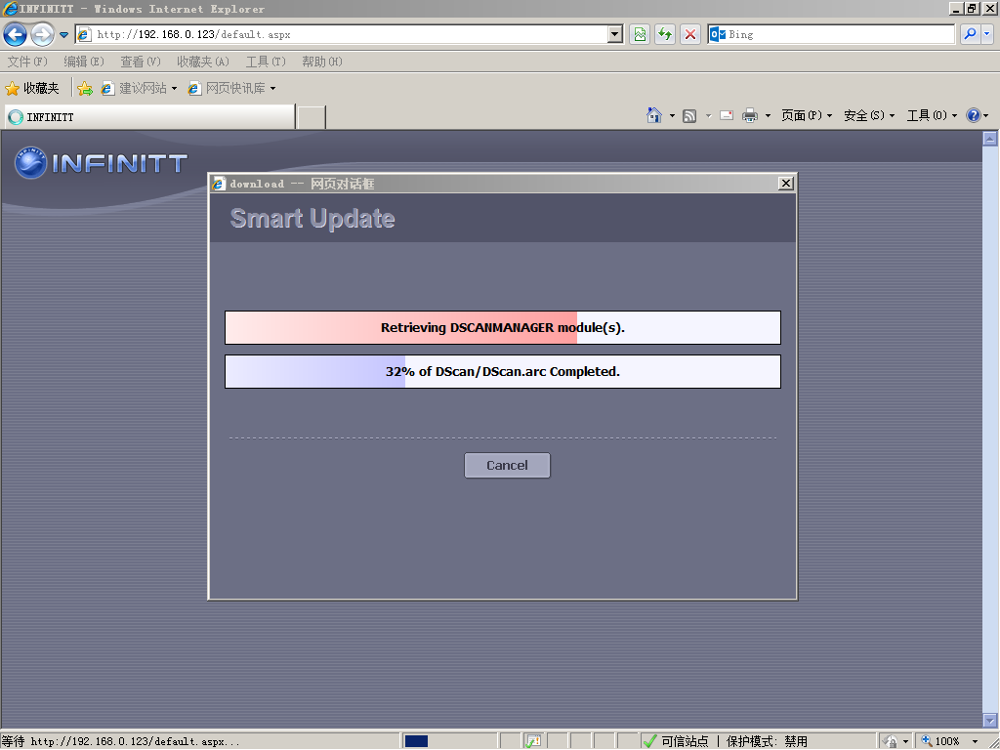 INFINITT - Windows Internet Explorer
http://192.168.0.123/default.aspx
Bing
文件(F) 编辑(E) 查看(V) 收藏夹(A) 工具(T) 帮助(H)
收藏夹 建议网站 网页快讯库
INFINITT
页面(P) 安全(S) 工具(O)
INFINITT
download -- 网页对话框
Smart Update
Retrieving DSCANMANAGER module(s).
32% of DScan/DScan.arc Completed.
Cancel
等待 http://192.168.0.123/default.aspx...
可信站点 | 保护模式: 禁用
100%